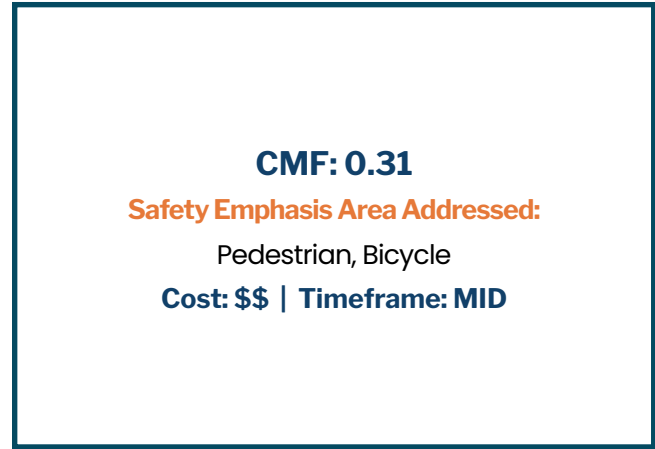 CMF: 0.31
Safety Emphasis Area Addressed:
Pedestrian, Bicycle
Cost: $$ | Timeframe: MID